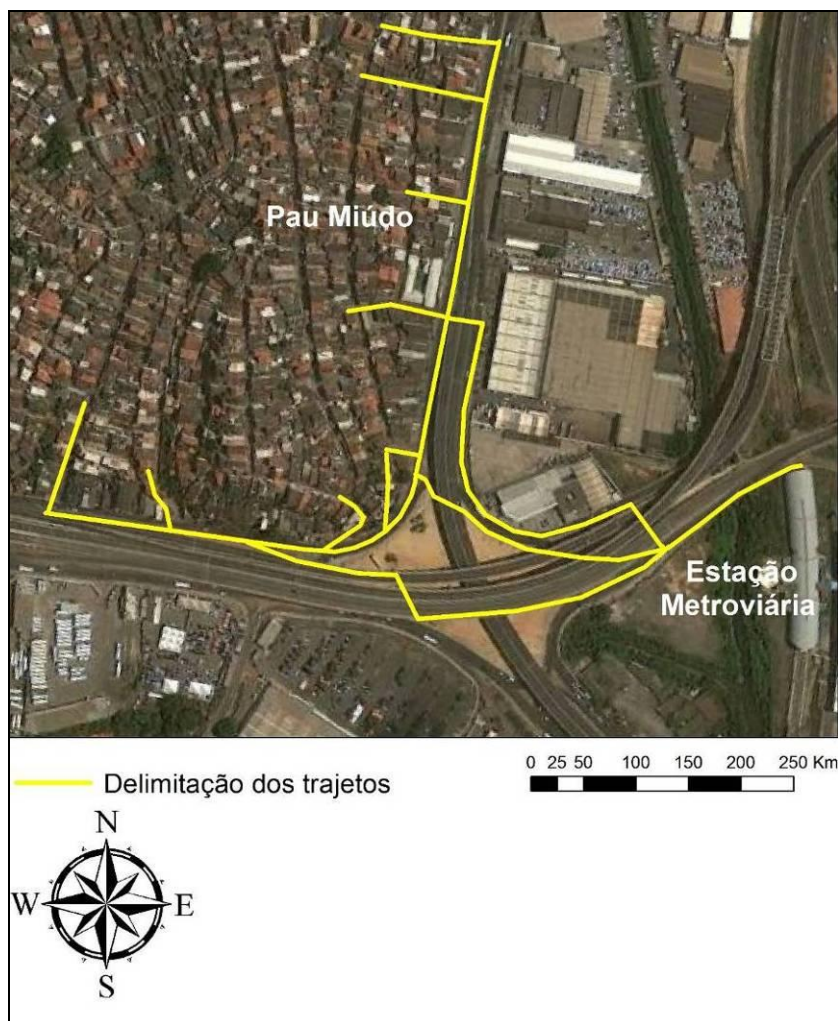 Pau Miúdo
Estação
Metroviária
Delimitação dos trajetos
0 25 50 100 150 200 250 Km
N
W E
S